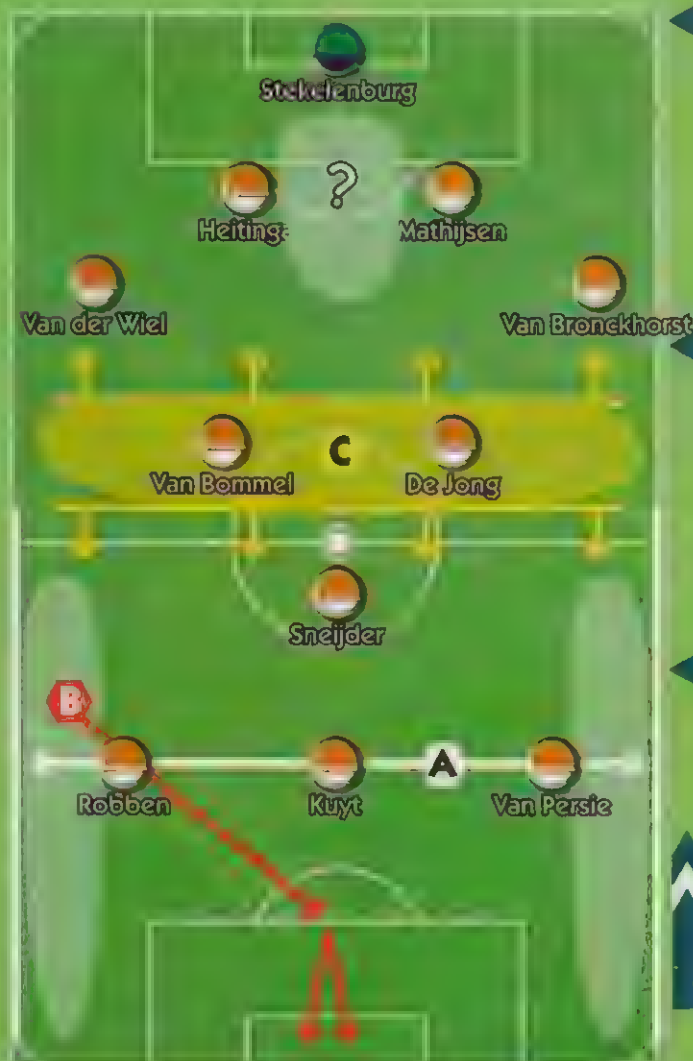 Stekelenburg
?
Heitinga Mathijsen
Van der Wiel Van Bronckhorst
C
Van Bommel De Jong
Sneijder
B
A
Robben Kuyt Van Persie